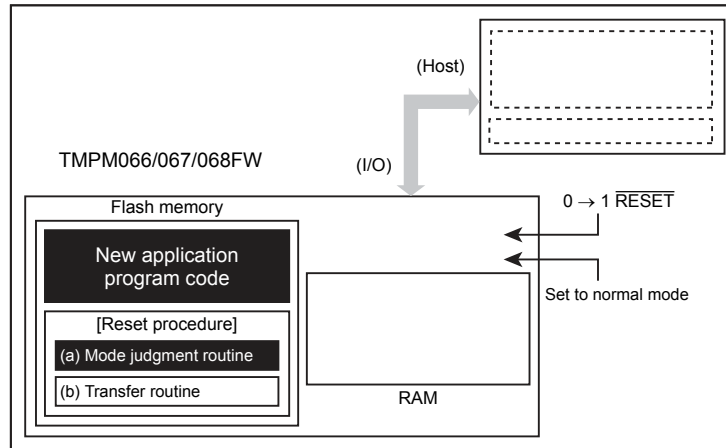 (Host)
TMPM066/067/068FW
(I/O)
Flash memory
0 → 1 R̅E̅S̅E̅T̅
New application
program code
Set to normal mode
[Reset procedure]
(a) Mode judgment routine
(b) Transfer routine
RAM